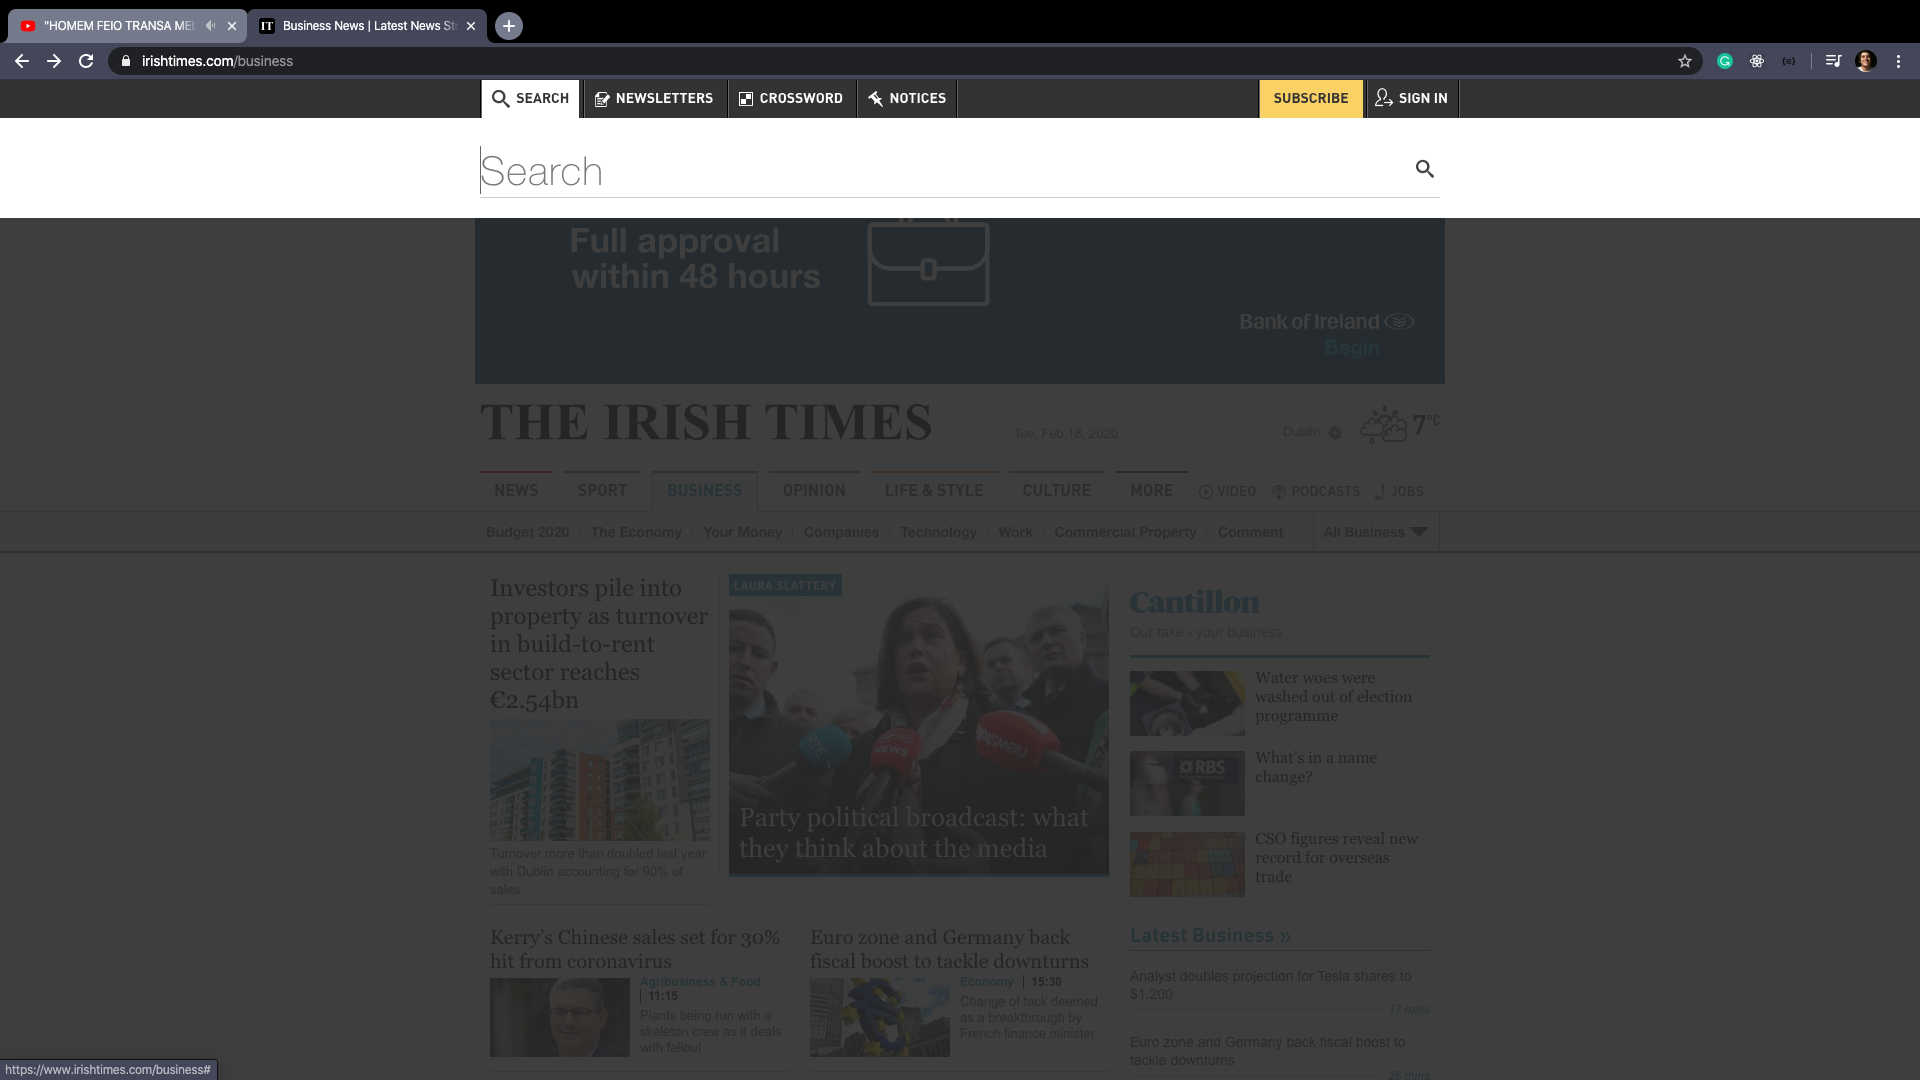 "HOMEM FEIO TRANSA MEL
Business News | Latest News St
irishtimes.com/business
SEARCH
NEWSLETTERS
CROSSWORD
NOTICES
SUBSCRIBE
SIGN IN
Search
Full approval
within 48 hours
Bank of Ireland
Begin
THE IRISH TIMES
Tue, Feb 18, 2020
Dublin
7°C
NEWS
SPORT
BUSINESS
OPINION
LIFE & STYLE
CULTURE
MORE
VIDEO
PODCASTS
JOBS
Budget 2020
The Economy
Your Money
Companies
Technology
Work
Commercial Property
Comment
All Business
Investors pile into
property as turnover
in build-to-rent
sector reaches
€2.54bn
Turnover more than doubled last year
with Dublin accounting for 90% of
sales
LAURA SLATTERY
RTÉ
NEWS
newstalk
Party political broadcast: what
they think about the media
Cantillon
Our take - your business
Water woes were
washed out of election
programme
RBS
What's in a name
change?
CSO figures reveal new
record for overseas
trade
Kerry's Chinese sales set for 30%
hit from coronavirus
Agribusiness & Food
| 11:15
Plants being run with a
skeleton crew as it deals
with fallout
Euro zone and Germany back
fiscal boost to tackle downturns
Economy | 15:30
Change of tack deemed
as a breakthrough by
French finance minister
Latest Business »
Analyst doubles projection for Tesla shares to
$1,200
17 mins
Euro zone and Germany back fiscal boost to
tackle downturns
26 mins
https://www.irishtimes.com/business#